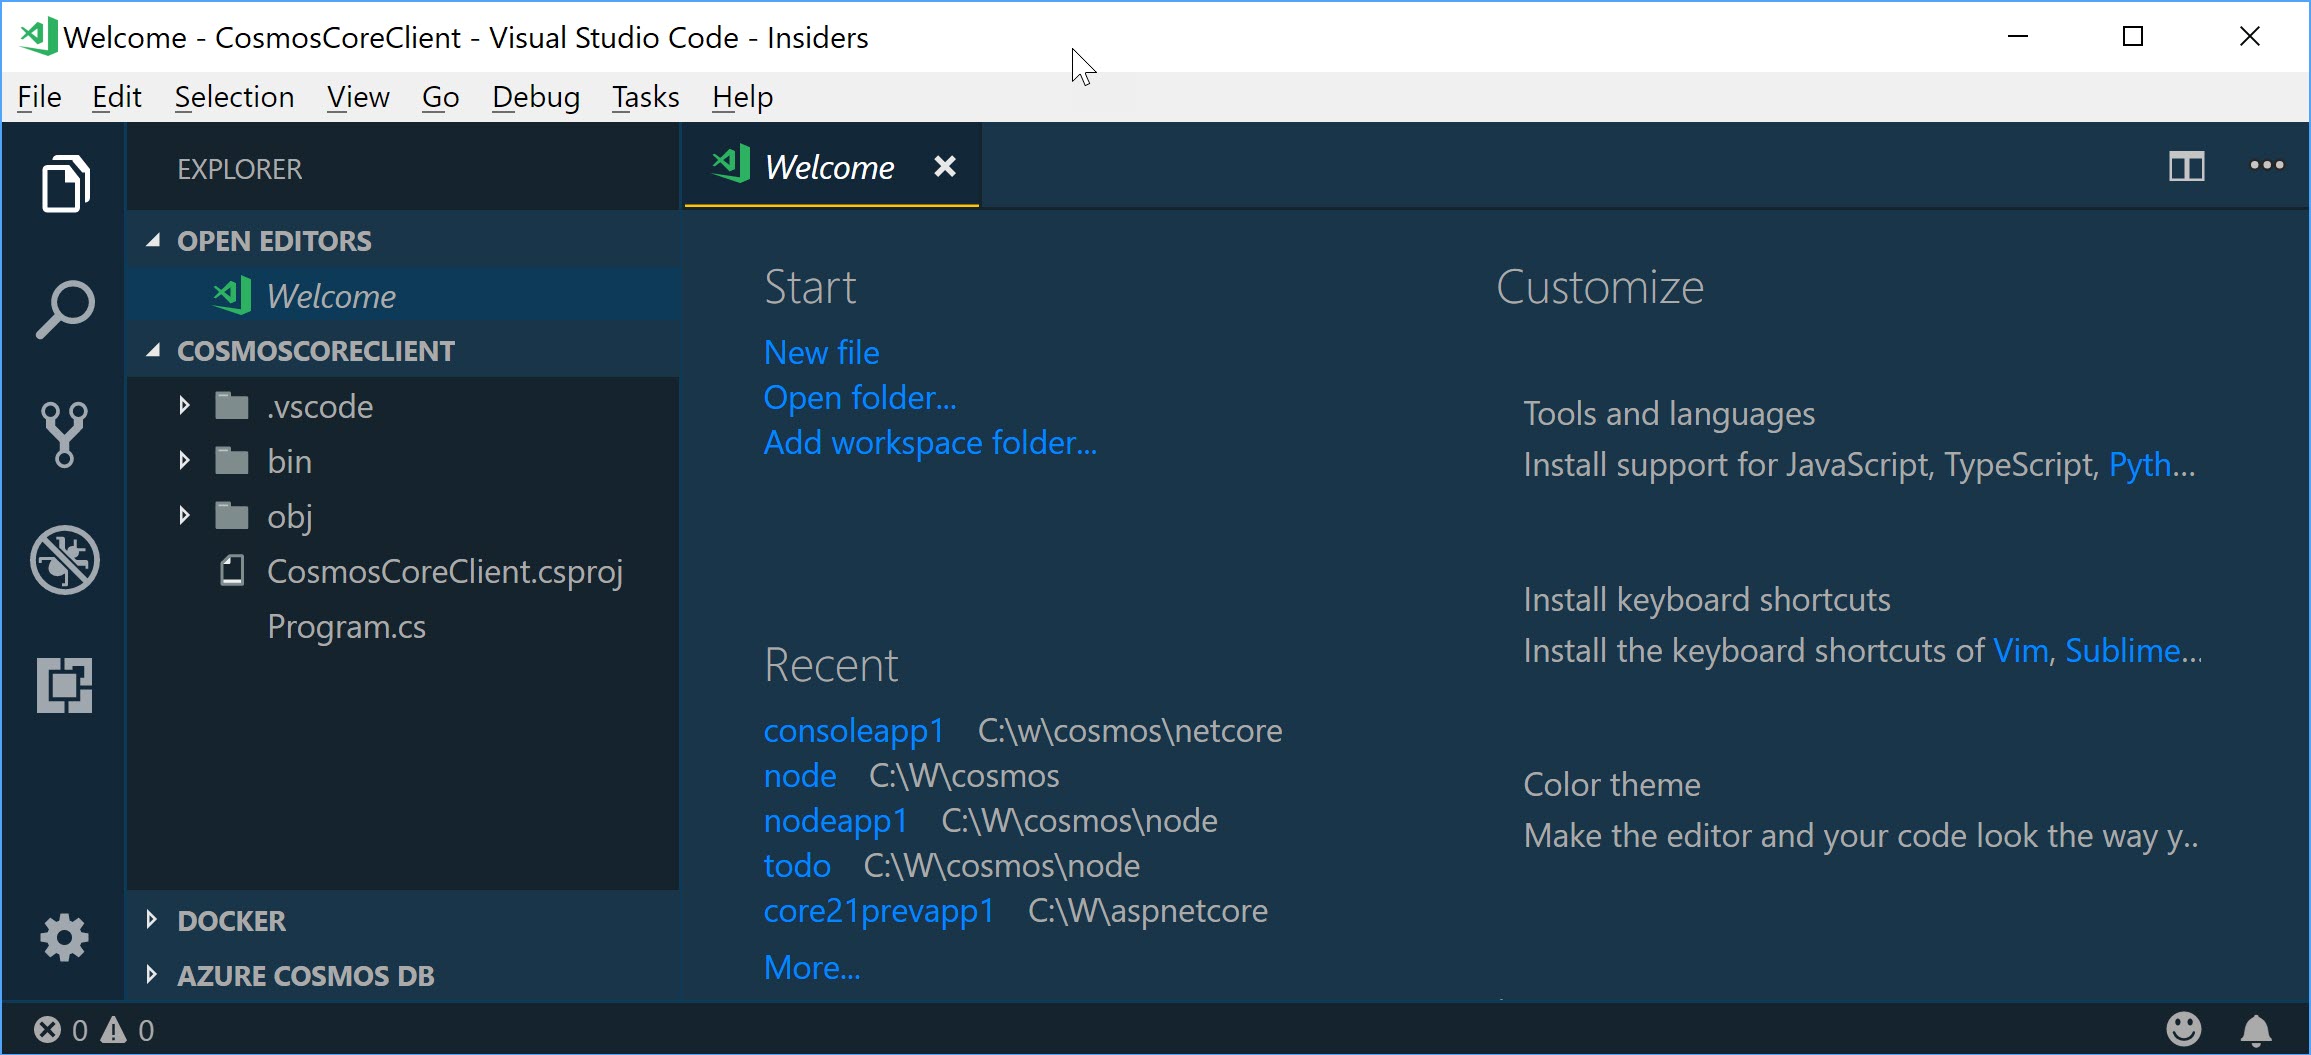 Welcome - CosmosCoreClient - Visual Studio Code - Insiders
File Edit Selection View Go Debug Tasks Help
EXPLORER
OPEN EDITORS
Welcome
COSMOSCORECLIENT
.vscode
bin
obj
CosmosCoreClient.csproj
Program.cs
DOCKER
AZURE COSMOS DB
Welcome
Start
New file
Open folder...
Add workspace folder...
Recent
consoleapp1 C:\w\cosmos\netcore
node C:\W\cosmos
nodeapp1 C:\W\cosmos\node
todo C:\W\cosmos\node
core21prevapp1 C:\W\aspnetcore
More...
Customize
Tools and languages
Install support for JavaScript, TypeScript, Pyth...
Install keyboard shortcuts
Install the keyboard shortcuts of Vim, Sublime...
Color theme
Make the editor and your code look the way y..
0 0